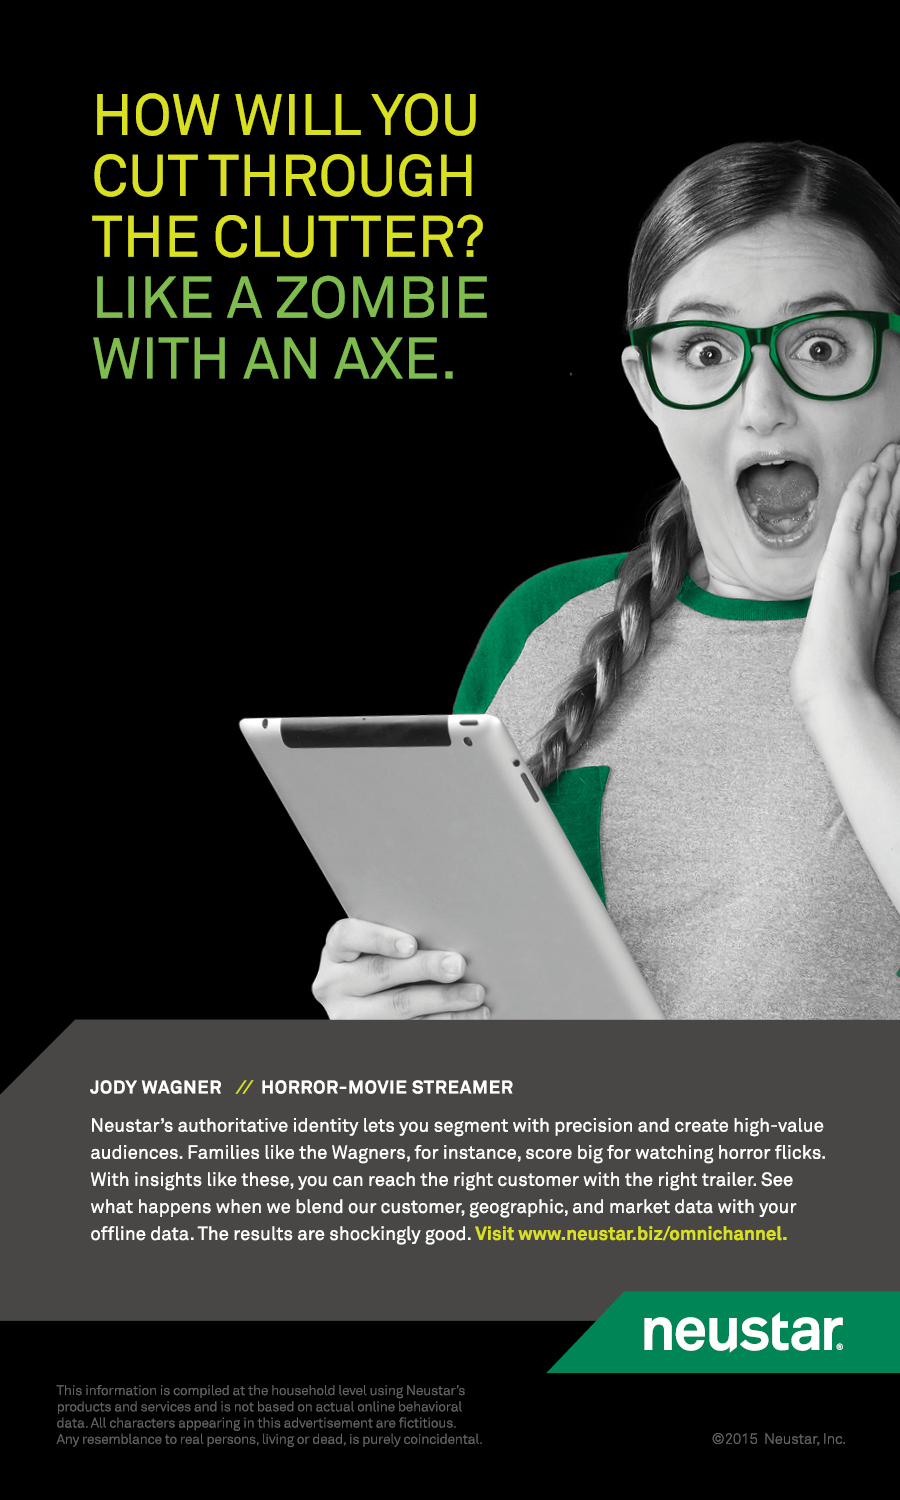 HOW WILL YOU
CUT THROUGH
THE CLUTTER?
LIKE A ZOMBIE
WITH AN AXE.
JODY WAGNER // HORROR-MOVIE STREAMER
Neustar's authoritative identity lets you segment with precision and create high-value
audiences. Families like the Wagners, for instance, score big for watching horror flicks.
With insights like these, you can reach the right customer with the right trailer. See
what happens when we blend our customer, geographic, and market data with your
offline data. The results are shockingly good. Visit www.neustar.biz/omnichannel.
neustar®
This information is compiled at the household level using Neustar's
products and services and is not based on actual online behavioral
data. All characters appearing in this advertisement are fictitious.
Any resemblance to real persons, living or dead, is purely coincidental.
©2015 Neustar, Inc.